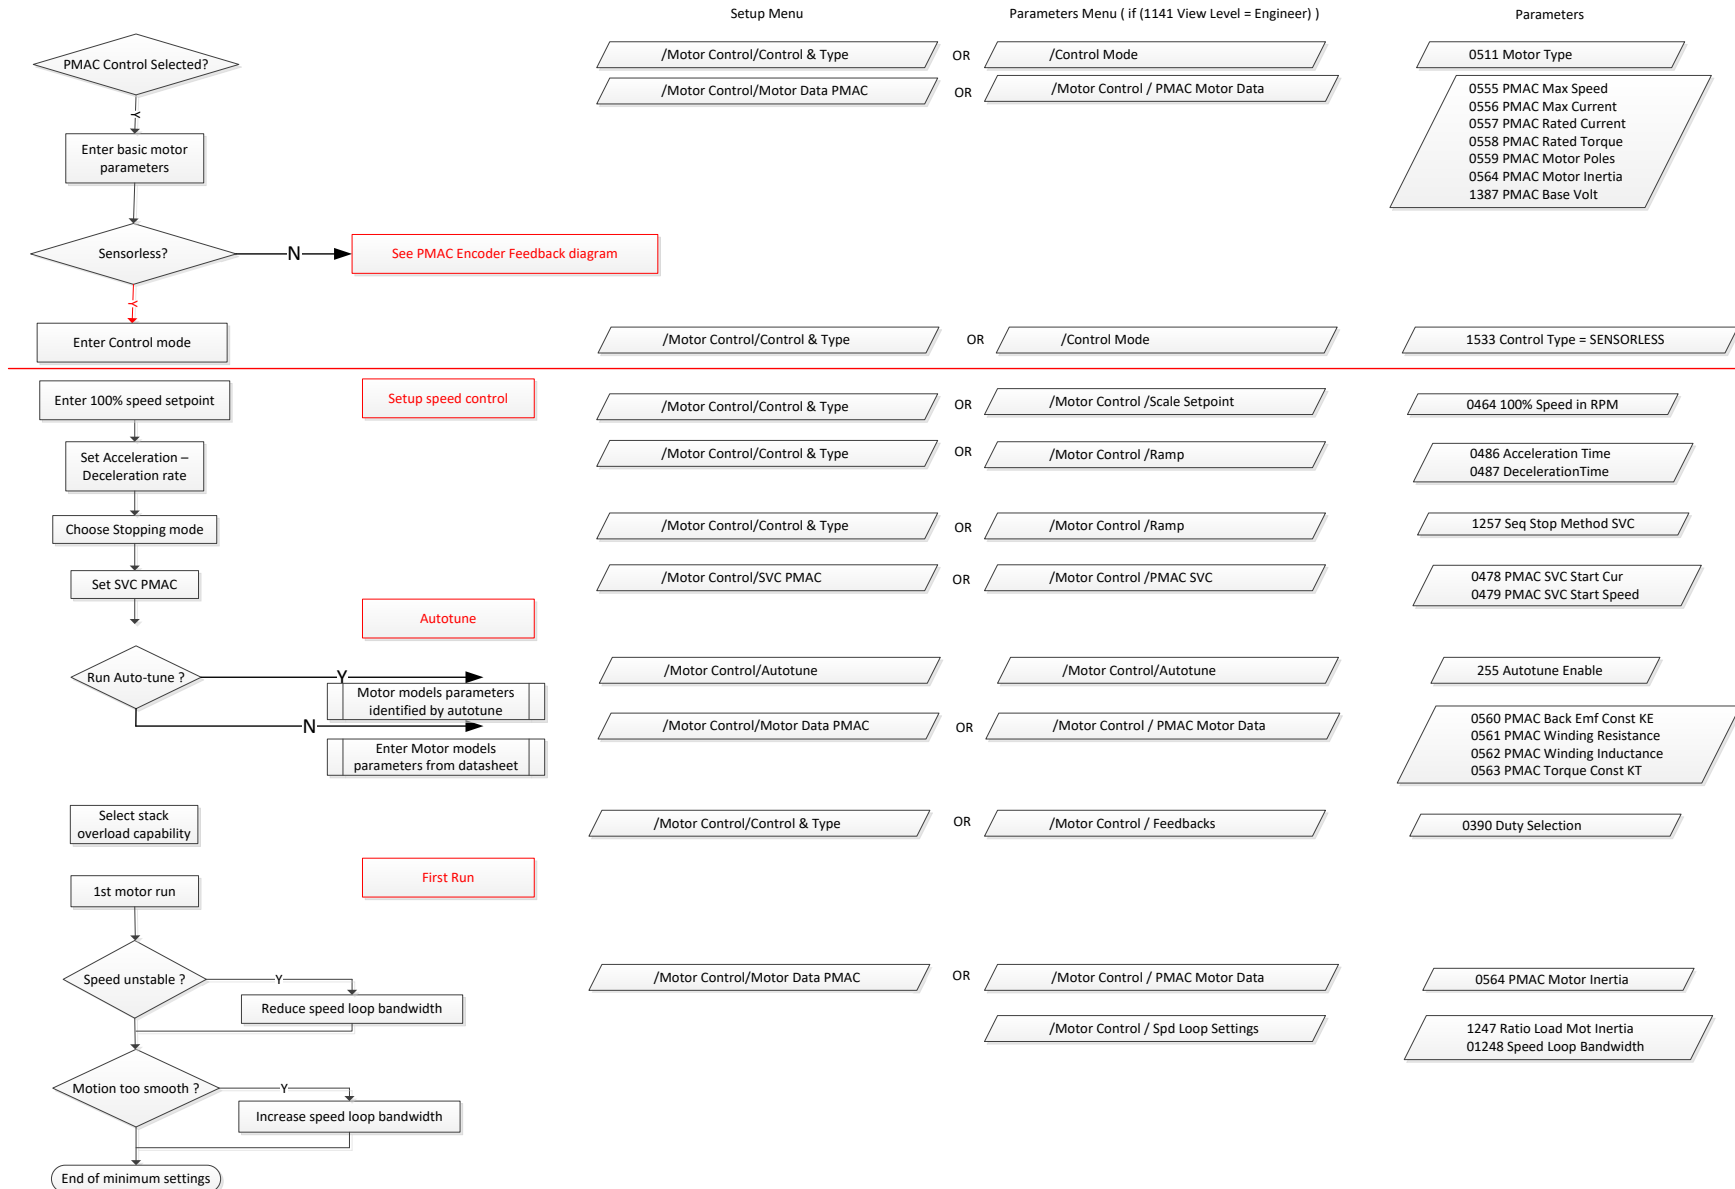 Setup Menu
Parameters Menu ( if (1141 View Level = Engineer) )
Parameters
PMAC Control Selected?
/Motor Control/Control & Type
OR
/Control Mode
0511 Motor Type
/Motor Control/Motor Data PMAC
OR
/Motor Control / PMAC Motor Data
0555 PMAC Max Speed
0556 PMAC Max Current
0557 PMAC Rated Current
0558 PMAC Rated Torque
0559 PMAC Motor Poles
0564 PMAC Motor Inertia
1387 PMAC Base Volt
Y
Enter basic motor
parameters
Sensorless?
N
See PMAC Encoder Feedback diagram
Y
Enter Control mode
/Motor Control/Control & Type
OR
/Control Mode
1533 Control Type = SENSORLESS
Enter 100% speed setpoint
Setup speed control
/Motor Control/Control & Type
OR
/Motor Control /Scale Setpoint
0464 100% Speed in RPM
Set Acceleration –
Deceleration rate
/Motor Control/Control & Type
OR
/Motor Control /Ramp
0486 Acceleration Time
0487 DecelerationTime
Choose Stopping mode
/Motor Control/Control & Type
OR
/Motor Control /Ramp
1257 Seq Stop Method SVC
Set SVC PMAC
/Motor Control/SVC PMAC
OR
/Motor Control /PMAC SVC
0478 PMAC SVC Start Cur
0479 PMAC SVC Start Speed
Autotune
Run Auto-tune ?
Y
Motor models parameters
identified by autotune
/Motor Control/Autotune
/Motor Control/Autotune
255 Autotune Enable
N
Enter Motor models
parameters from datasheet
/Motor Control/Motor Data PMAC
OR
/Motor Control / PMAC Motor Data
0560 PMAC Back Emf Const KE
0561 PMAC Winding Resistance
0562 PMAC Winding Inductance
0563 PMAC Torque Const KT
Select stack
overload capability
/Motor Control/Control & Type
OR
/Motor Control / Feedbacks
0390 Duty Selection
First Run
1st motor run
Speed unstable ?
Y
Reduce speed loop bandwidth
/Motor Control/Motor Data PMAC
OR
/Motor Control / PMAC Motor Data
0564 PMAC Motor Inertia
/Motor Control / Spd Loop Settings
1247 Ratio Load Mot Inertia
01248 Speed Loop Bandwidth
Motion too smooth ?
Y
Increase speed loop bandwidth
End of minimum settings